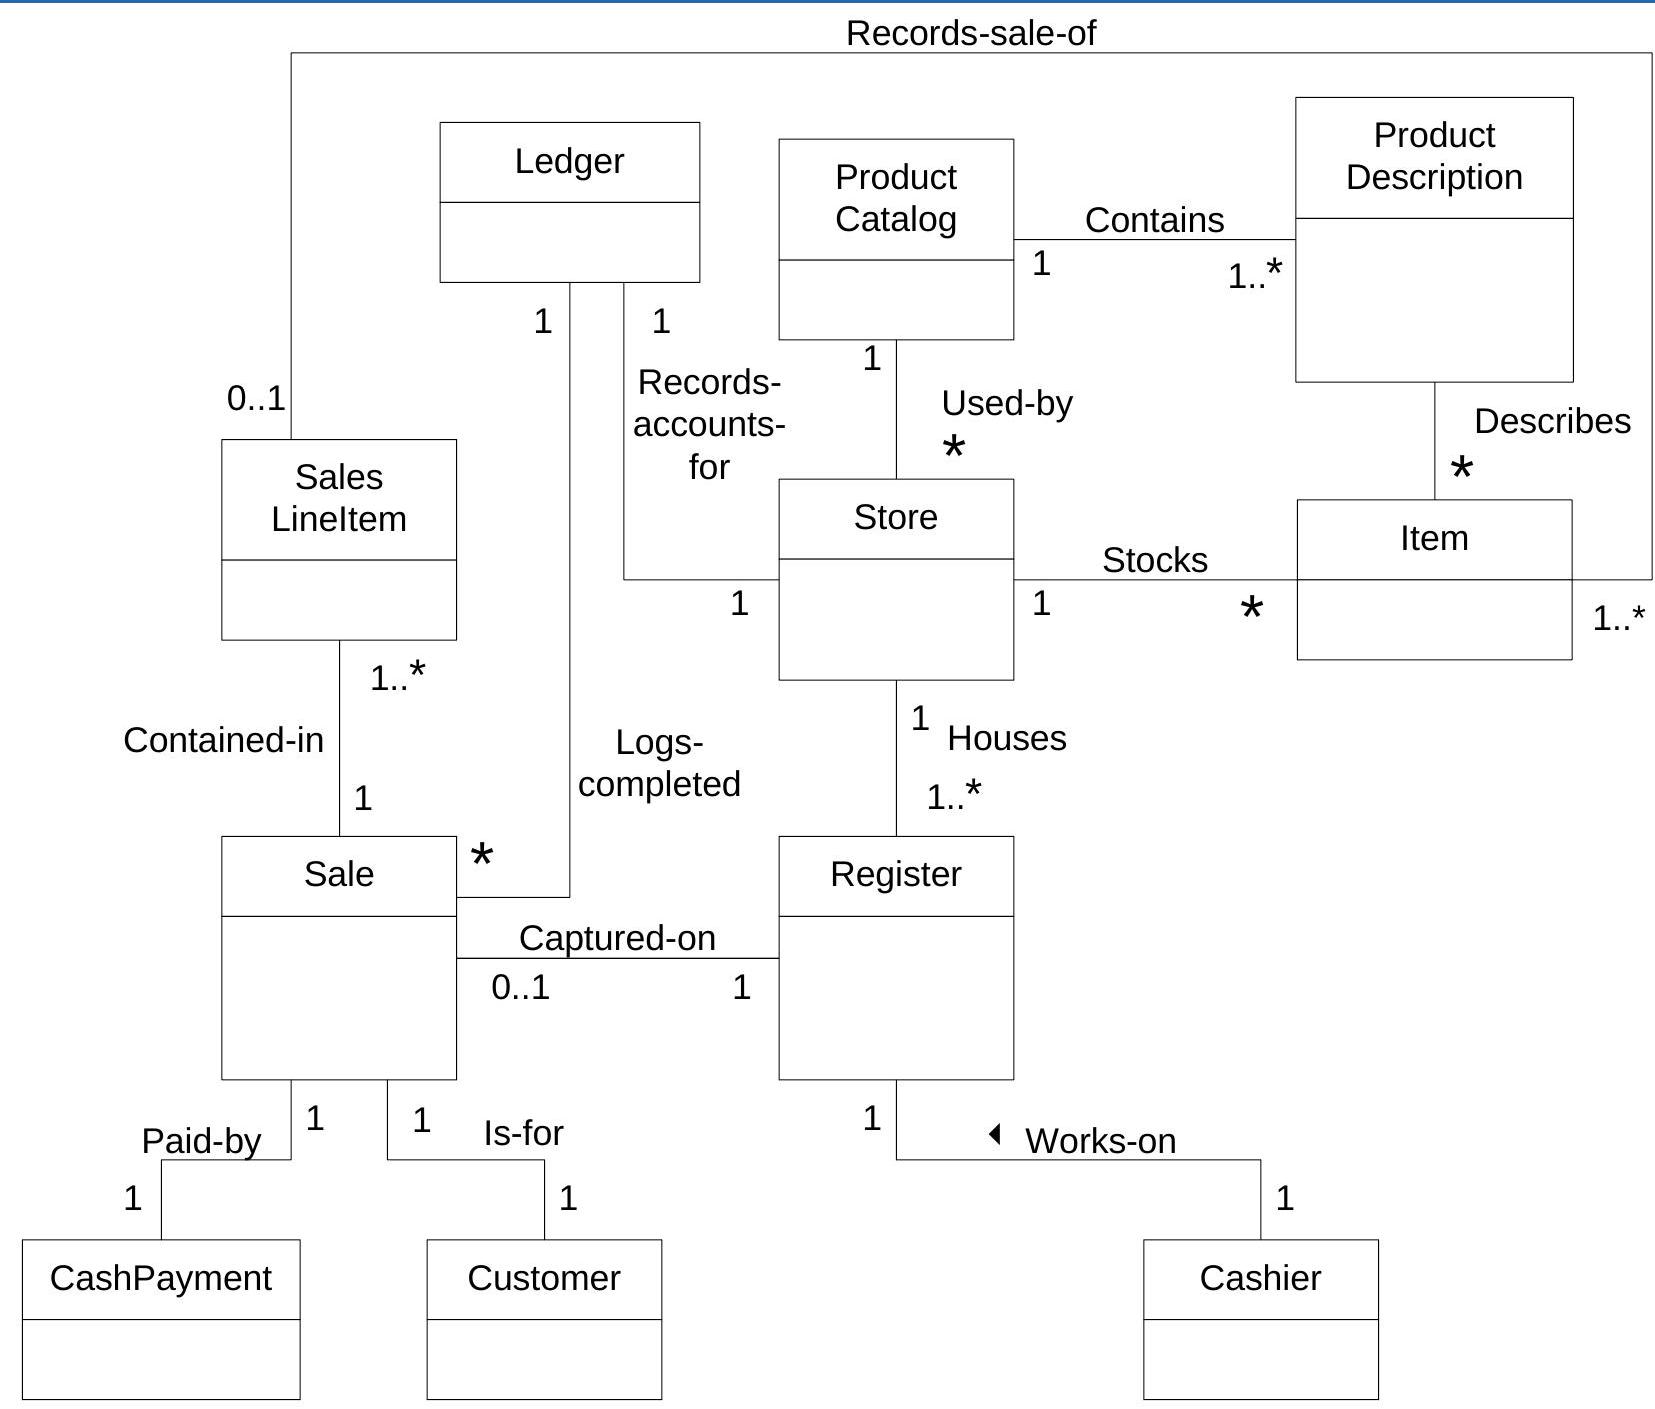 Records-sale-of
Ledger
Product
Catalog
Product
Description
Contains
1
1..*
1
1
1
Records-
accounts-
for
Used-by
*
Describes
*
0..1
Sales
LineItem
Store
Item
Stocks
1
1
*
1..*
1..*
Contained-in
1
Logs-
completed
1
Houses
1..*
Sale
*
Register
Captured-on
0..1
1
Paid-by
1
1
Is-for
1
Works-on
1
1
1
CashPayment
Customer
Cashier